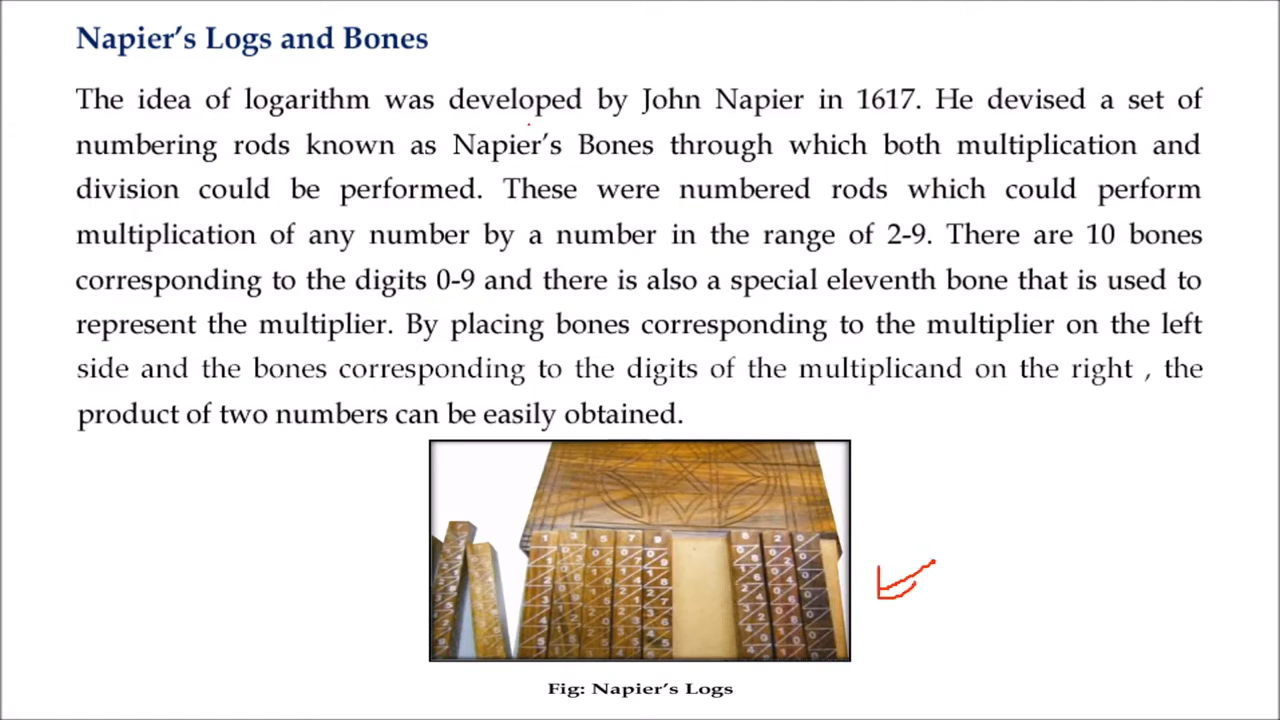 Napier's Logs and Bones
The idea of logarithm was developed by John Napier in 1617. He devised a set of
numbering rods known as Napier's Bones through which both multiplication and
division could be performed. These were numbered rods which could perform
multiplication of any number by a number in the range of 2-9. There are 10 bones
corresponding to the digits 0-9 and there is also a special eleventh bone that is used to
represent the multiplier. By placing bones corresponding to the multiplier on the left
side and the bones corresponding to the digits of the multiplicand on the right , the
product of two numbers can be easily obtained.
Fig: Napier's Logs